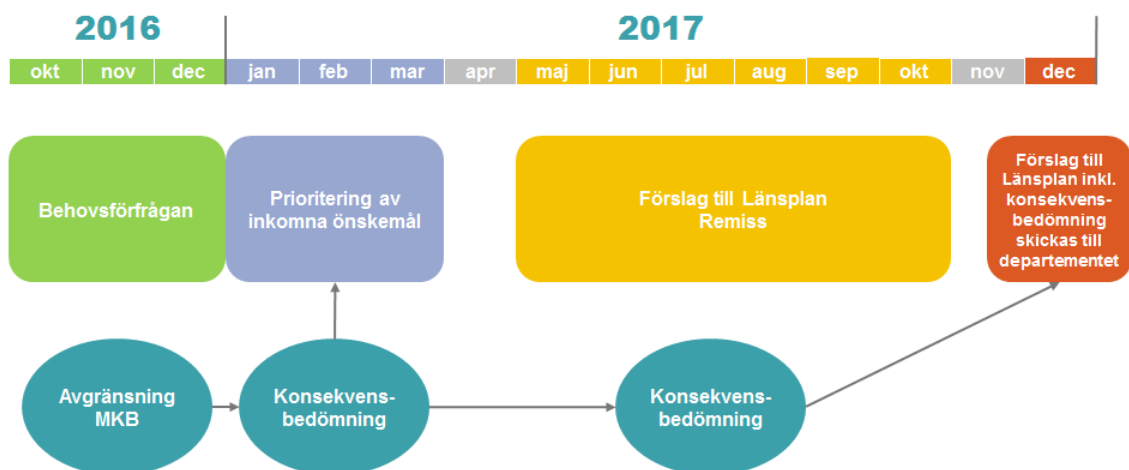 2016
2017
okt nov dec jan feb mar apr maj jun jul aug sep okt nov dec
Behovsförfrågan
Prioritering av
inkomna önskemål
Förslag till Länsplan
Remiss
Förslag till
Länsplan inkl.
konsekvens-
bedömning
skickas till
departementet
Avgränsning
MKB
Konsekvens-
bedömning
Konsekvens-
bedömning